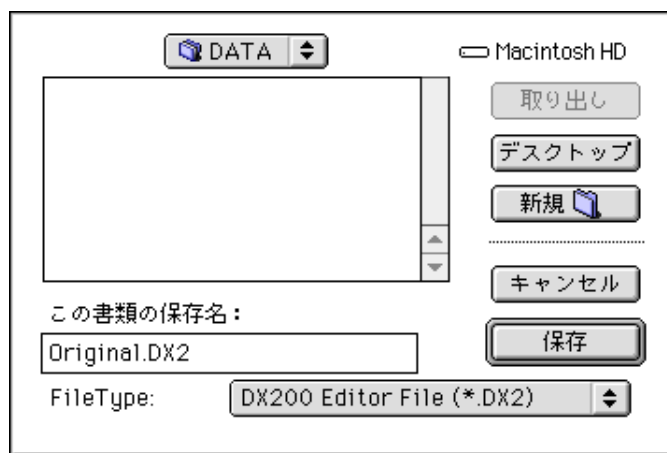 DATA
Macintosh HD
取り出し
デスクトップ
新規
キャンセル
この書類の保存名：
保存
Original.DX2
FileType:
DX200 Editor File (*.DX2)